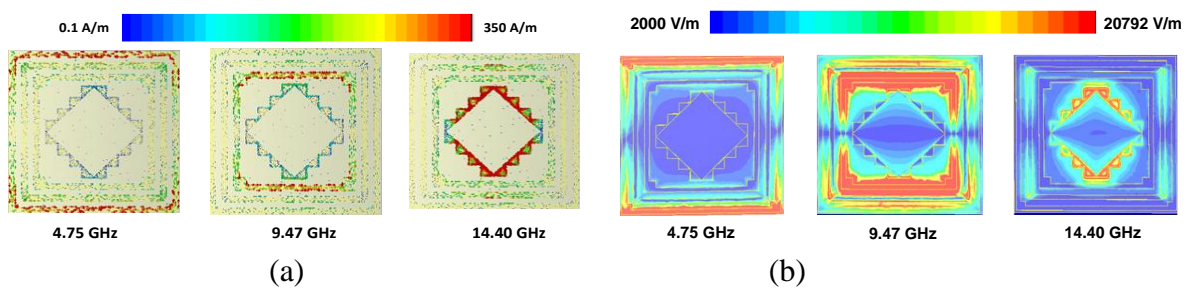 0.1 A/m 350 A/m
4.75 GHz 9.47 GHz 14.40 GHz
(a)
2000 V/m 20792 V/m
4.75 GHz 9.47 GHz 14.40 GHz
(b)